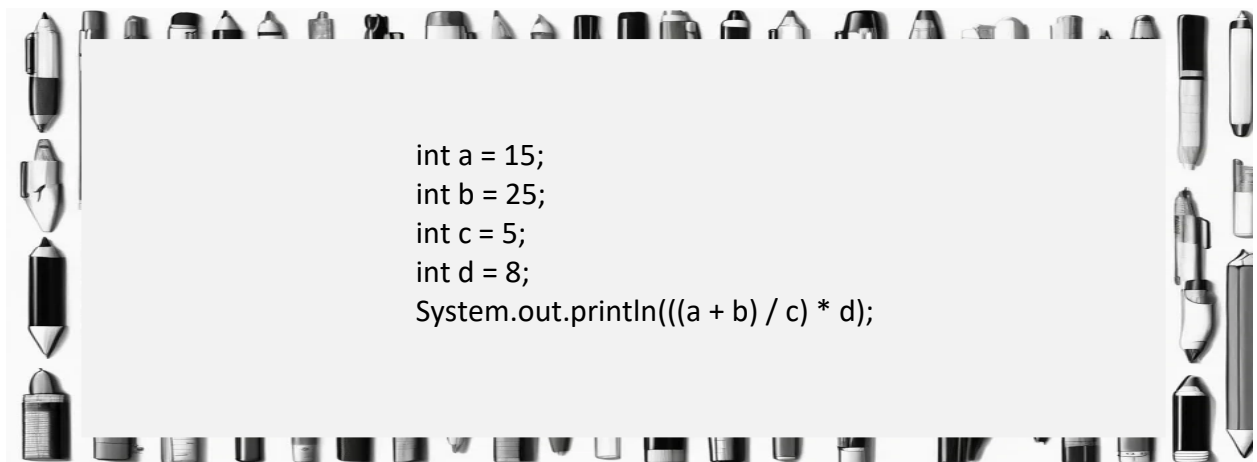 int a = 15;
int b = 25;
int c = 5;
int d = 8;
System.out.println(((a + b) / c) * d);